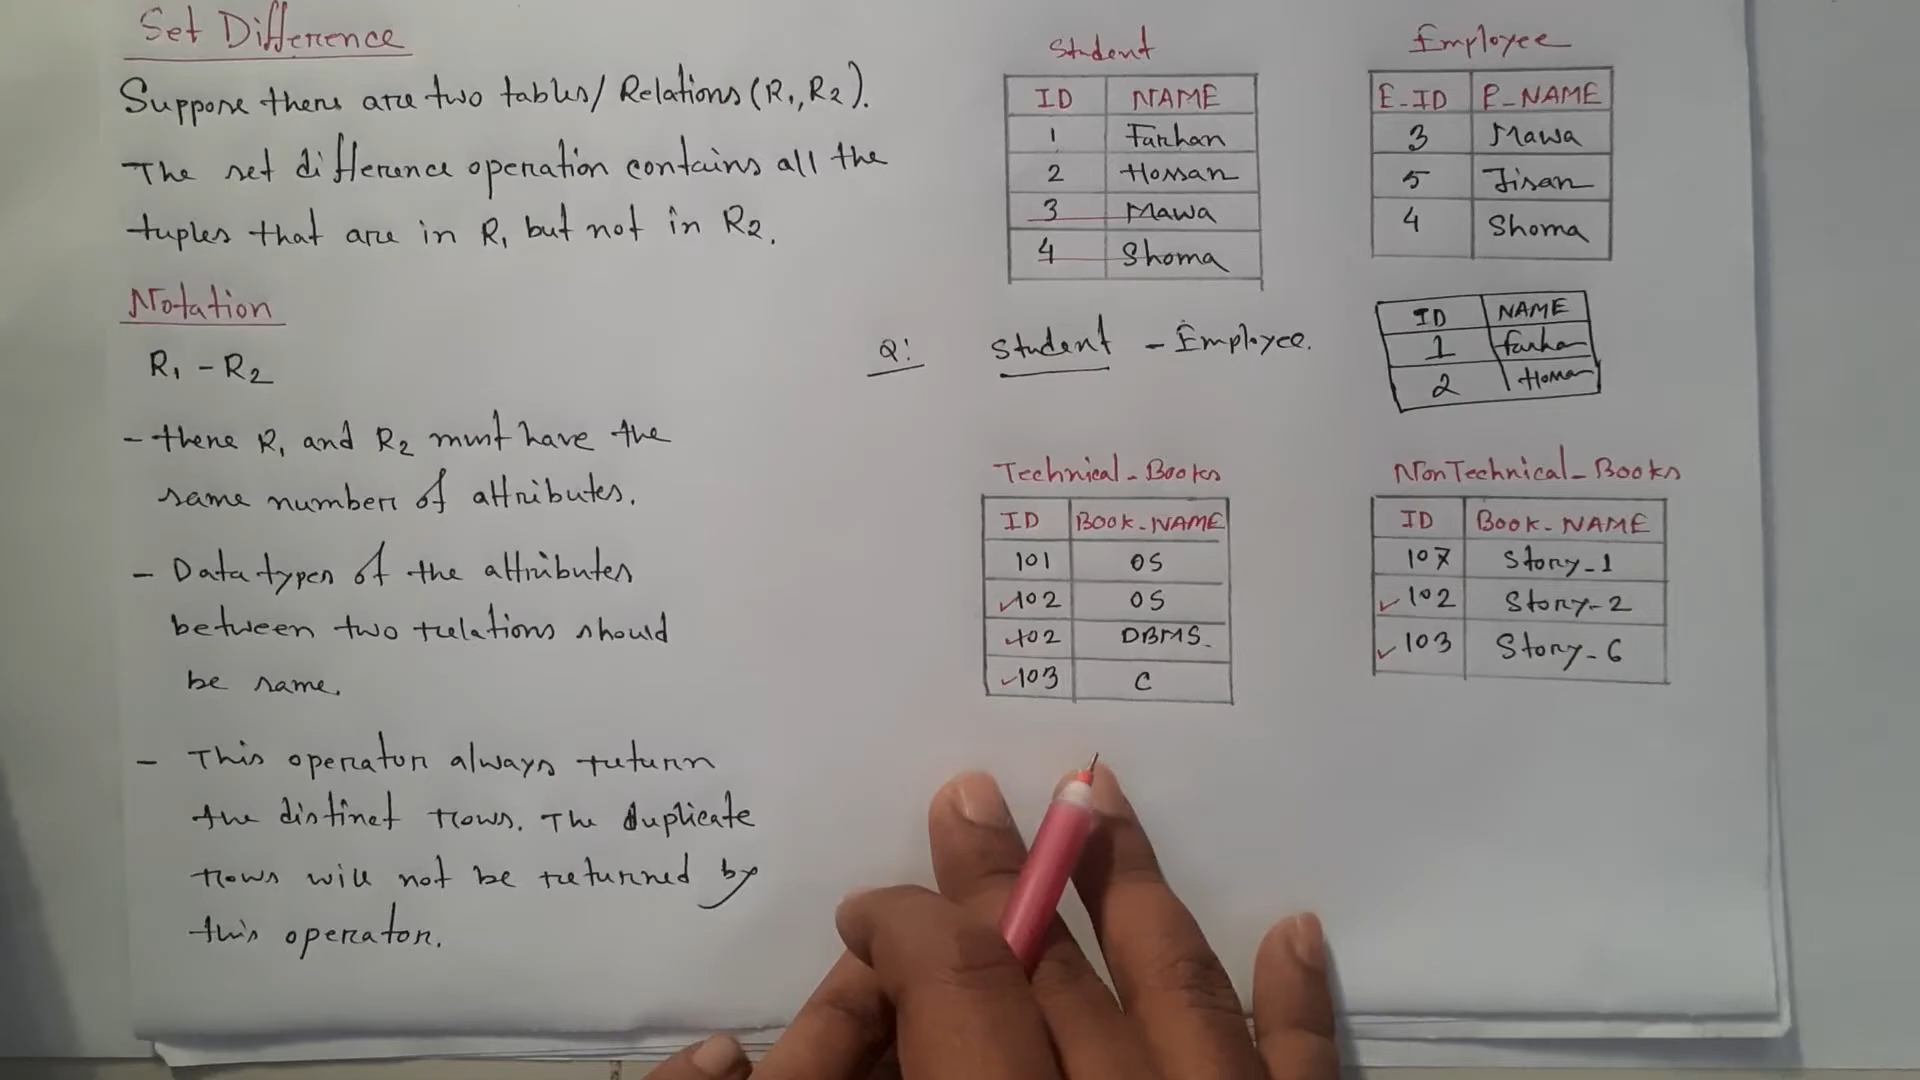 Set Difference
Suppose there are two tables/Relations (R1, R2).
The set difference operation contains all the
tuples that are in R1 but not in R2.
Notation
R1 - R2
- there R1 and R2 must have the
same number of attributes.
- Data types of the attributes
between two relations should
be same.
- This operator always return
the distinct rows. The duplicate
rows will not be returned by
this operator.
Student
ID NAME
1 Farhan
2 Hossan
3 Mawa
4 Shoma
Employee
E_ID E_NAME
3 Mawa
5 Jisan
4 Shoma
Q: Student - Employee.
ID NAME
1 Farhan
2
Technical_Books
ID BOOK_NAME
101 OS
102 OS
102 DBMS
103 C
NonTechnical_Books
ID BOOK_NAME
107 Story_1
102 Story_2
103 Story_6